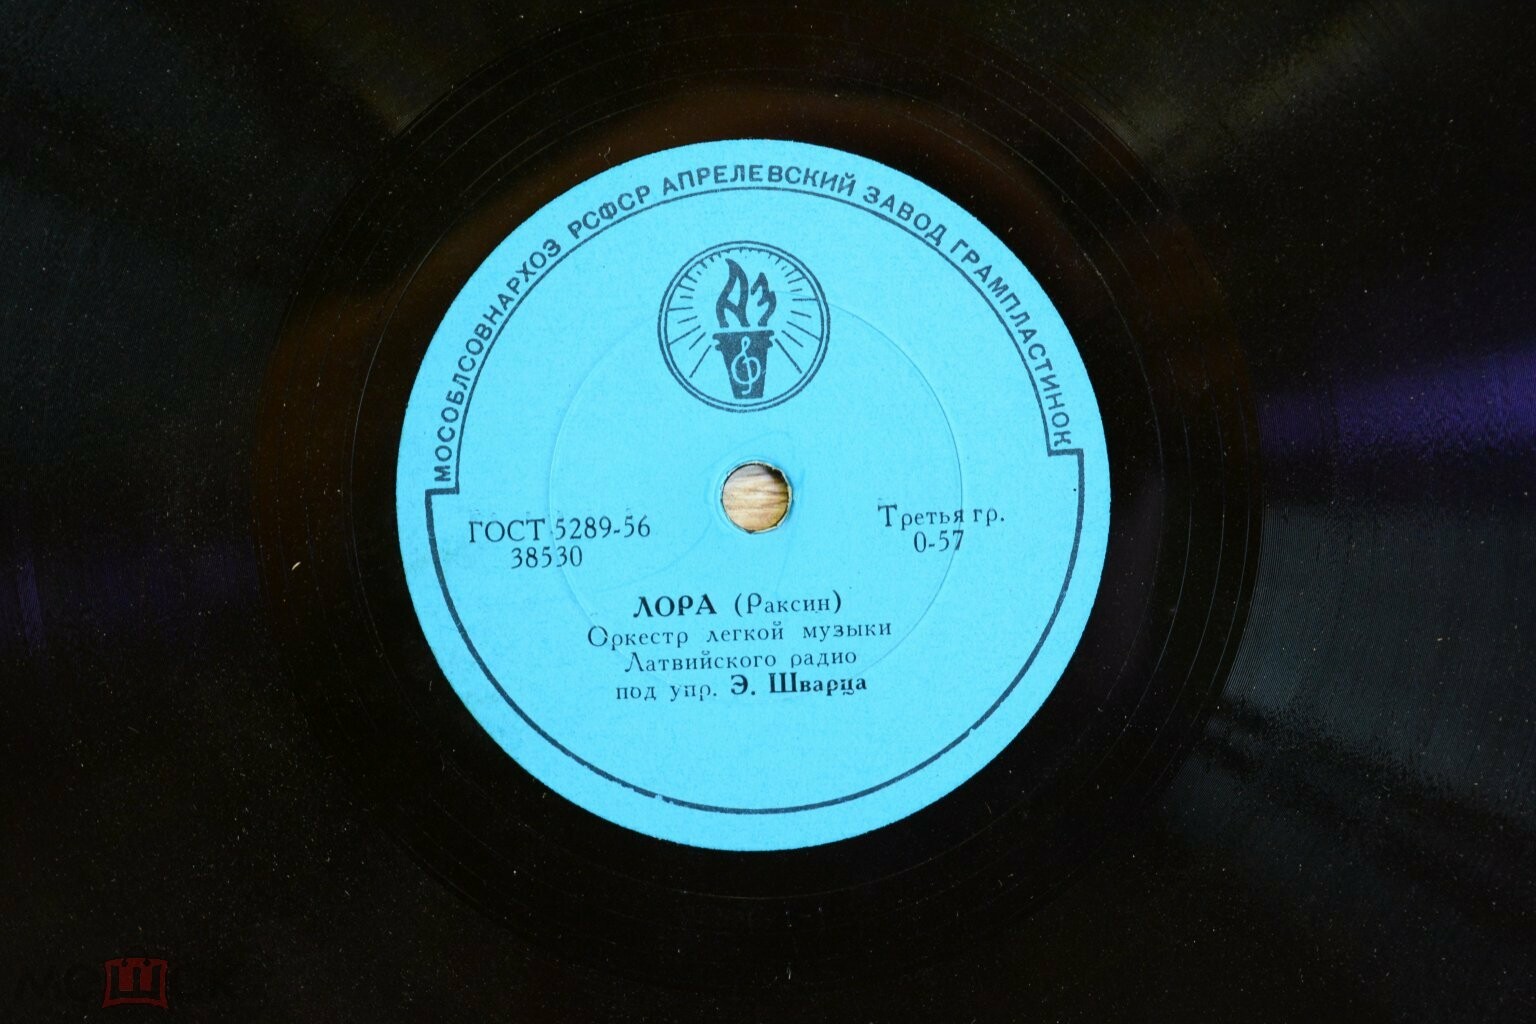 МОСОБЛСОВНАРХОЗ РСФСР АПРЕЛЕВСКИЙ ЗАВОД ГРАМПЛАСТИНОК
АЗ
ГОСТ 5289-56
38530
Третья гр.
0-57
ЛОРА (Раксин)
Оркестр легкой музыки
Латвийского радио
под упр. Э. Шварца